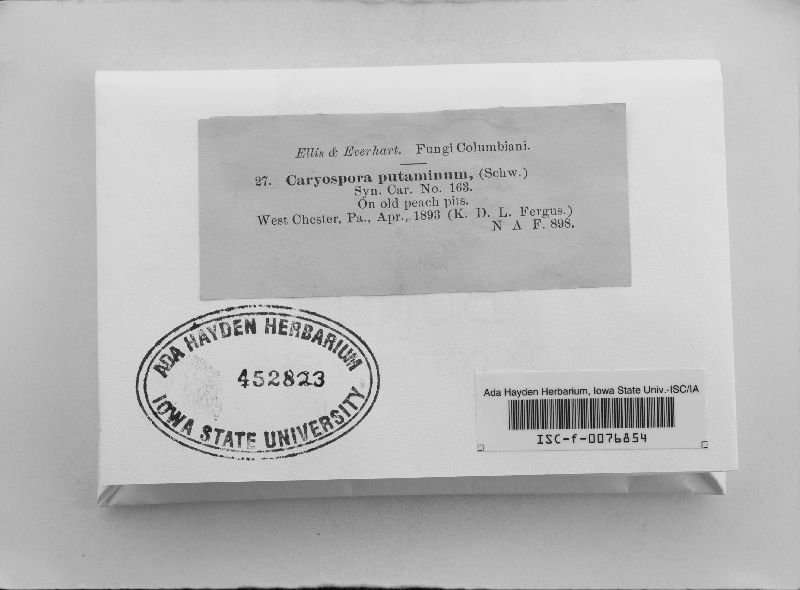 Ellis & Everhart. Fungi Columbiani.
27. Caryospora putaminum, (Schw.)
Syn. Car. No. 163.
On old peach pits.
West Chester, Pa., Apr., 1893 (K. D. L. Fergus.)
N A F. 898.
ADA HAYDEN HERBARIUM
452823
IOWA STATE UNIVERSITY
Ada Hayden Herbarium, Iowa State Univ.-ISC/IA
ISC-f-0076854